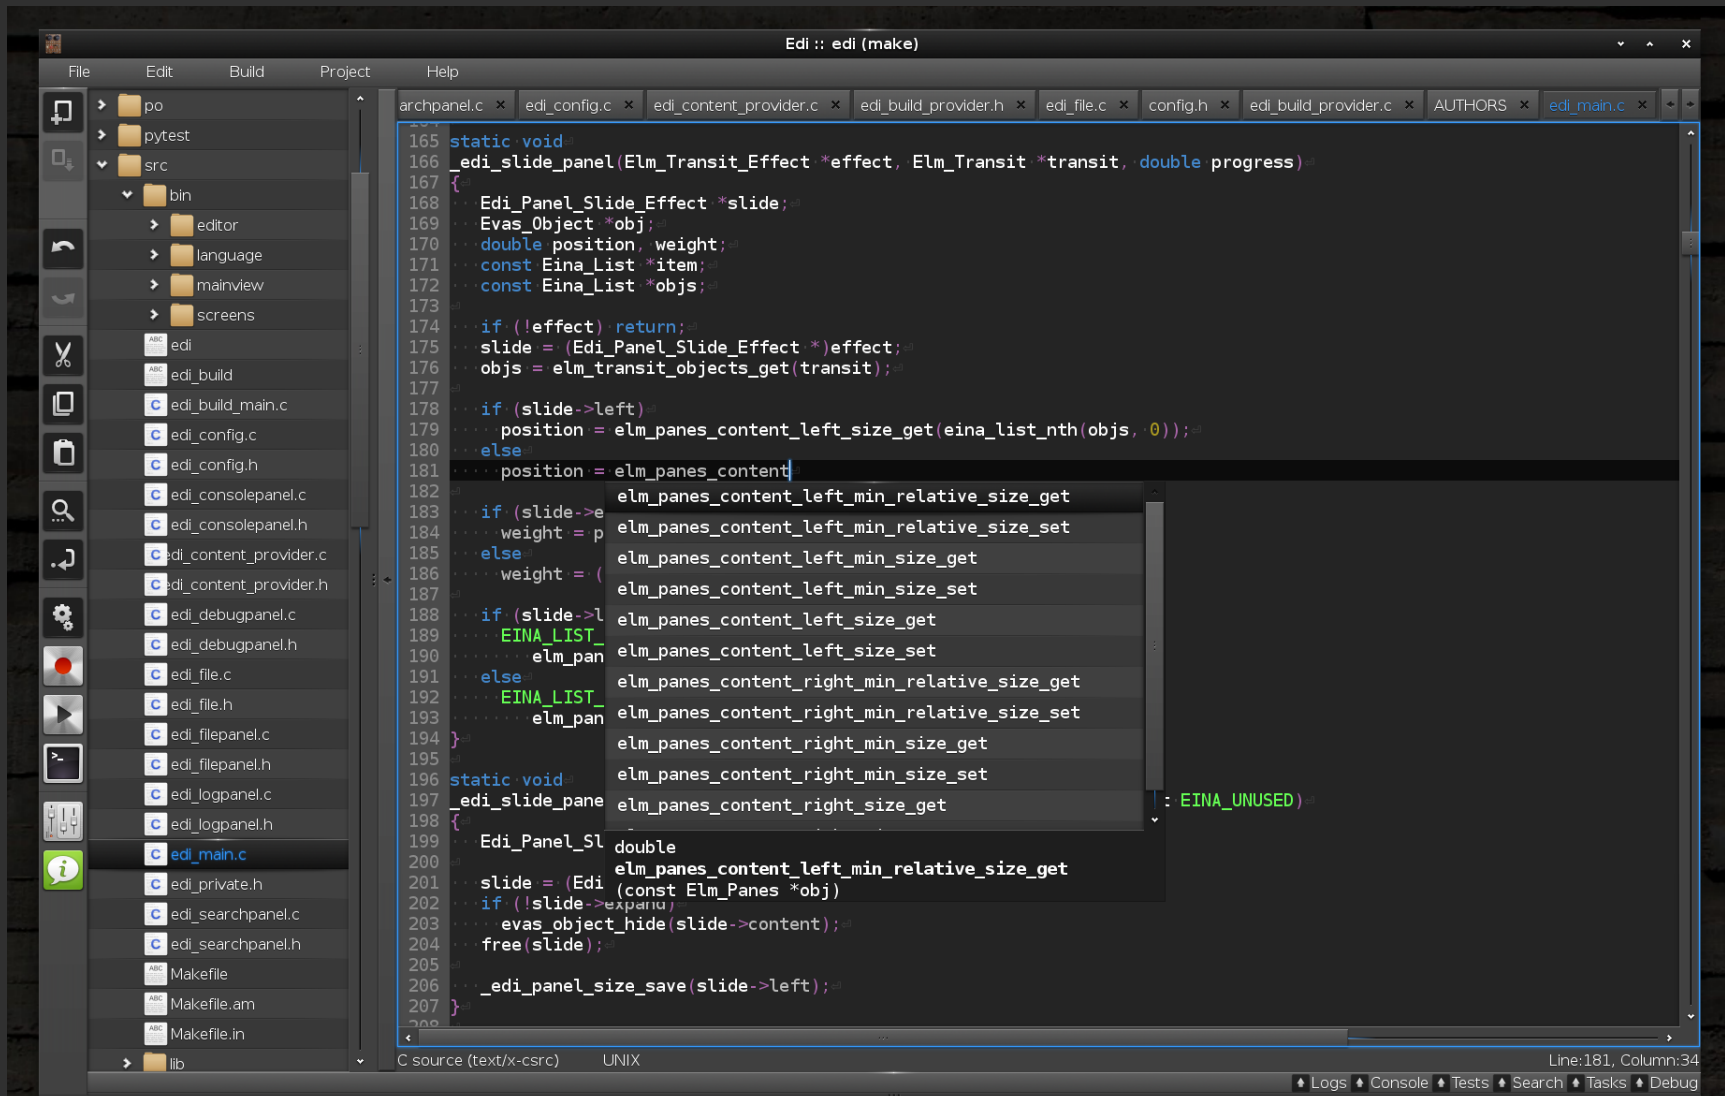 Edi :: edi (make)
File Edit Build Project Help
archpanel.c × edi_config.c × edi_content_provider.c × edi_build_provider.h × edi_file.c × config.h × edi_build_provider.c × AUTHORS × edi_main.c ×
po
pytest
src
bin
editor
language
mainview
screens
ABC edi
ABC edi_build
C edi_build_main.c
C edi_config.c
C edi_config.h
C edi_consolepanel.c
C edi_consolepanel.h
C edi_content_provider.c
C edi_content_provider.h
C edi_debugpanel.c
C edi_debugpanel.h
C edi_file.c
C edi_file.h
C edi_filepanel.c
C edi_filepanel.h
C edi_logpanel.c
C edi_logpanel.h
C edi_main.c
C edi_private.h
C edi_searchpanel.c
C edi_searchpanel.h
ABC Makefile
ABC Makefile.am
ABC Makefile.in
lib
164
165 static void
166 _edi_slide_panel(Elm_Transit_Effect *effect, Elm_Transit *transit, double progress)
167 {
168 Edi_Panel_Slide_Effect *slide;
169 Evas_Object *obj;
170 double position, weight;
171 const Eina_List *item;
172 const Eina_List *objs;
173
174 if (!effect) return;
175 slide = (Edi_Panel_Slide_Effect *)effect;
176 objs = elm_transit_objects_get(transit);
177
178 if (slide->left)
179 position = elm_panes_content_left_size_get(eina_list_nth(objs, 0));
180 else
181 position = elm_panes_content
182
183 if (slide->e
184 weight = p
185 else
186 weight = (
187
188 if (slide->l
189 EINA_LIST_
190 elm_pan
191 else
192 EINA_LIST_
193 elm_pan
194 }
195
196 static void
197 _edi_slide_pane : EINA_UNUSED)
198 {
199 Edi_Panel_Sl
200
201 slide = (Edi
202 if (!slide->expand)
203 evas_object_hide(slide->content);
204 free(slide);
205
206 _edi_panel_size_save(slide->left);
207 }
208
elm_panes_content_left_min_relative_size_get
elm_panes_content_left_min_relative_size_set
elm_panes_content_left_min_size_get
elm_panes_content_left_min_size_set
elm_panes_content_left_size_get
elm_panes_content_left_size_set
elm_panes_content_right_min_relative_size_get
elm_panes_content_right_min_relative_size_set
elm_panes_content_right_min_size_get
elm_panes_content_right_min_size_set
elm_panes_content_right_size_get
double
elm_panes_content_left_min_relative_size_get
(const Elm_Panes *obj)
C source (text/x-csrc) UNIX Line:181, Column:34
Logs Console Tests Search Tasks Debug